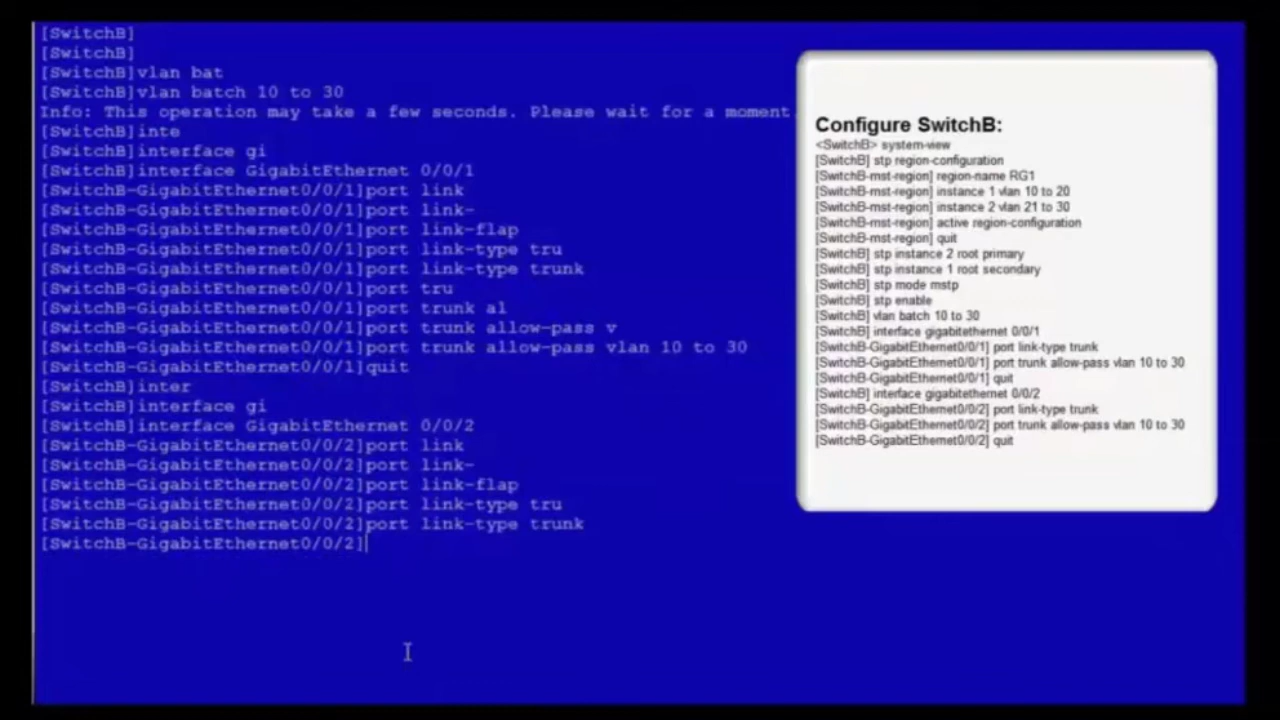 [SwitchB]
[SwitchB]
[SwitchB]vlan bat
[SwitchB]vlan batch 10 to 30
Info: This operation may take a few seconds. Please wait for a moment.
[SwitchB]inte
[SwitchB]interface gi
[SwitchB]interface GigabitEthernet 0/0/1
[SwitchB-GigabitEthernet0/0/1]port link
[SwitchB-GigabitEthernet0/0/1]port link-
[SwitchB-GigabitEthernet0/0/1]port link-flap
[SwitchB-GigabitEthernet0/0/1]port link-type tru
[SwitchB-GigabitEthernet0/0/1]port link-type trunk
[SwitchB-GigabitEthernet0/0/1]port tru
[SwitchB-GigabitEthernet0/0/1]port trunk al
[SwitchB-GigabitEthernet0/0/1]port trunk allow-pass v
[SwitchB-GigabitEthernet0/0/1]port trunk allow-pass vlan 10 to 30
[SwitchB-GigabitEthernet0/0/1]quit
[SwitchB]inter
[SwitchB]interface gi
[SwitchB]interface GigabitEthernet 0/0/2
[SwitchB-GigabitEthernet0/0/2]port link
[SwitchB-GigabitEthernet0/0/2]port link-
[SwitchB-GigabitEthernet0/0/2]port link-flap
[SwitchB-GigabitEthernet0/0/2]port link-type tru
[SwitchB-GigabitEthernet0/0/2]port link-type trunk
[SwitchB-GigabitEthernet0/0/2]
Configure SwitchB:
<SwitchB> system-view
[SwitchB] stp region-configuration
[SwitchB-mst-region] region-name RG1
[SwitchB-mst-region] instance 1 vlan 10 to 20
[SwitchB-mst-region] instance 2 vlan 21 to 30
[SwitchB-mst-region] active region-configuration
[SwitchB-mst-region] quit
[SwitchB] stp instance 2 root primary
[SwitchB] stp instance 1 root secondary
[SwitchB] stp mode mstp
[SwitchB] stp enable
[SwitchB] vlan batch 10 to 30
[SwitchB] interface gigabitethernet 0/0/1
[SwitchB-GigabitEthernet0/0/1] port link-type trunk
[SwitchB-GigabitEthernet0/0/1] port trunk allow-pass vlan 10 to 30
[SwitchB-GigabitEthernet0/0/1] quit
[SwitchB] interface gigabitethernet 0/0/2
[SwitchB-GigabitEthernet0/0/2] port link-type trunk
[SwitchB-GigabitEthernet0/0/2] port trunk allow-pass vlan 10 to 30
[SwitchB-GigabitEthernet0/0/2] quit